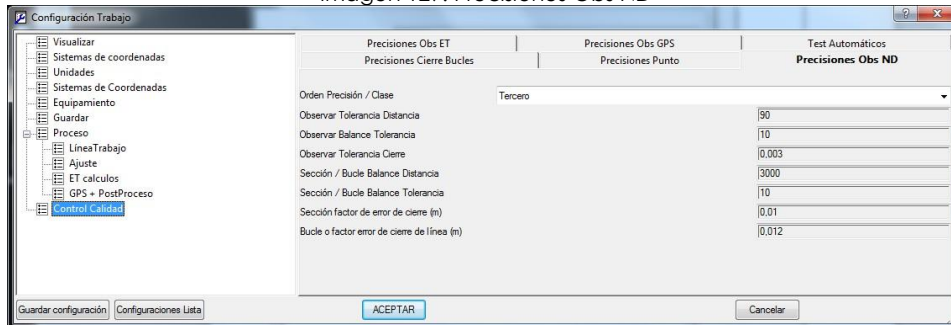 Configuración Trabajo
Visualizar
Sistemas de coordenadas
Unidades
Sistemas de Coordenadas
Equipamiento
Guardar
Proceso
LíneaTrabajo
Ajuste
ET calculos
GPS + PostProceso
Control Calidad
Precisiones Obs ET
Precisiones Obs GPS
Test Automáticos
Precisiones Cierre Bucles
Precisiones Punto
Precisiones Obs ND
Orden Precisión / Clase Tercero
Observar Tolerancia Distancia 90
Observar Balance Tolerancia 10
Observar Tolerancia Cierre 0,003
Sección / Bucle Balance Distancia 3000
Sección / Bucle Balance Tolerancia 10
Sección factor de error de cierre (m) 0,01
Bucle o factor error de cierre de línea (m) 0,012
Guardar configuración Configuraciones Lista ACEPTAR Cancelar